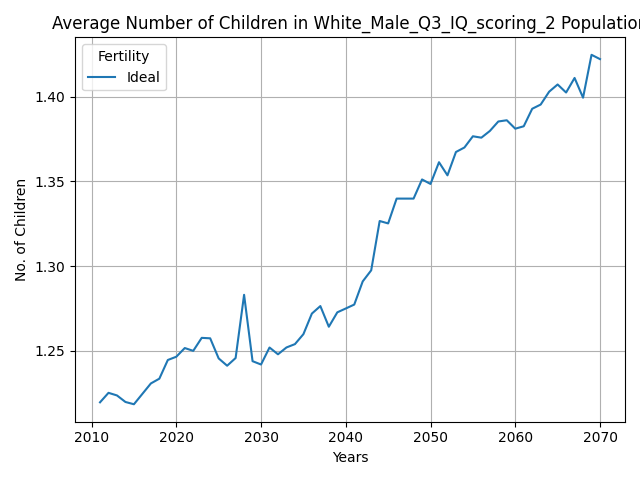 Average Number of Children in White_Male_Q3_IQ_scoring_2 Population
Fertility
Ideal
No. of Children
1.40
1.35
1.30
1.25
2010 2020 2030 2040 2050 2060 2070
Years